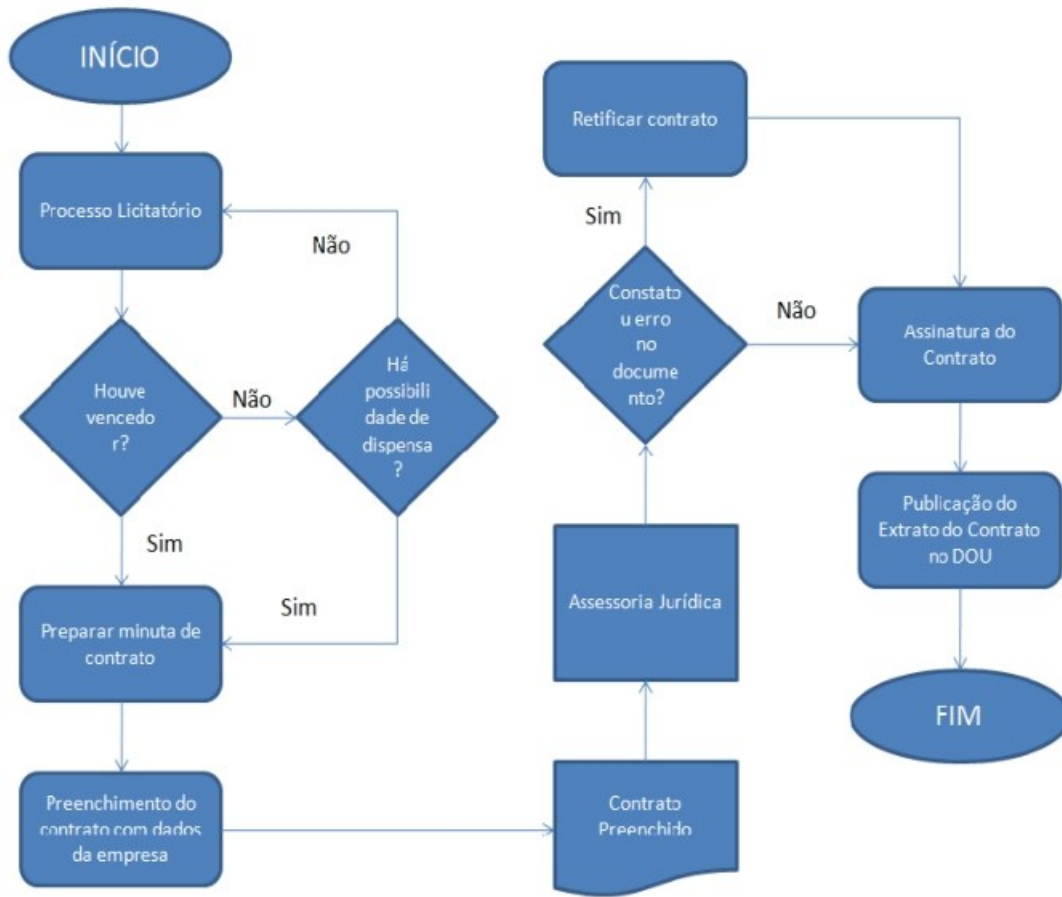 INÍCIO
Processo Licitatório
Não
Houve
vencedo
r?
Não
Há
possibili
dade de
dispensa
?
Sim
Sim
Preparar minuta de
contrato
Preenchimento do
contrato com dados
da empresa
Contrato
Preenchido
Assessoria Jurídica
Constato
u erro
no
docume
nto?
Sim
Retificar contrato
Não
Assinatura do
Contrato
Publicação do
Extrato do Contrato
no DOU
FIM